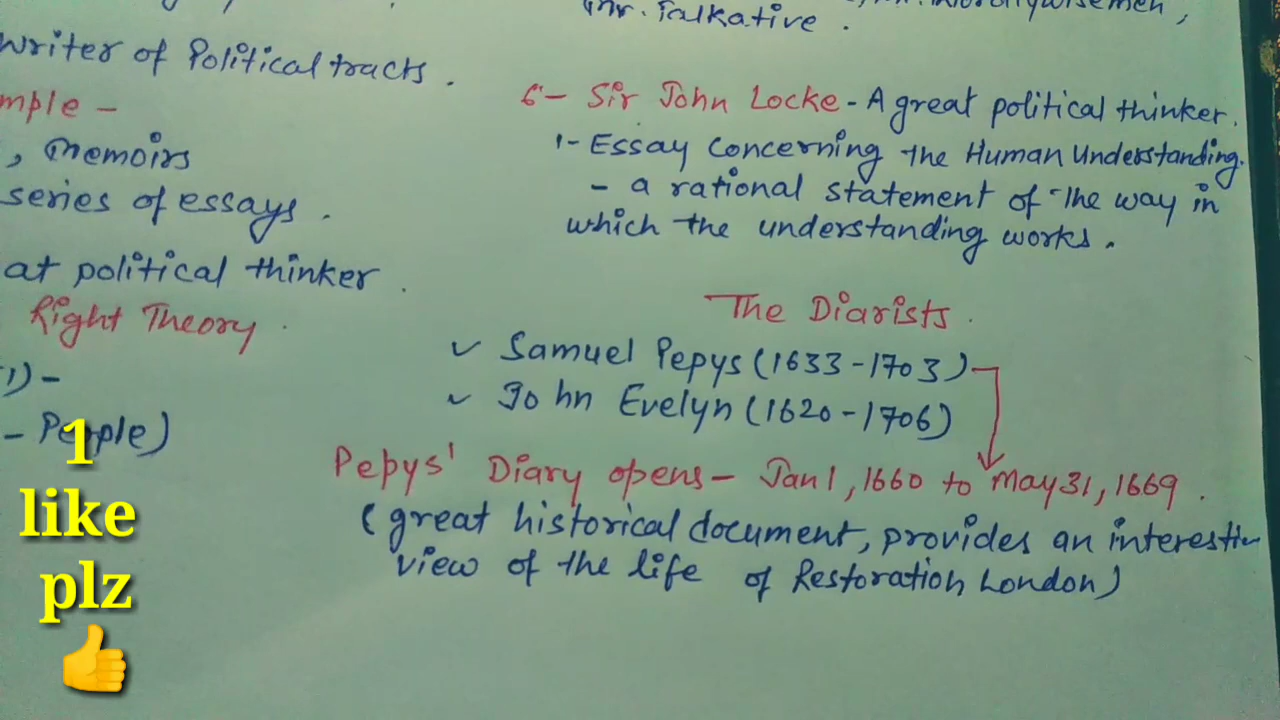 writer of Political tracts.
mple -
, Memoirs
series of essays.
at political thinker.
Right Theory.
1) -
- People)
Mr. Talkative.
6- Sir John Locke - A great political thinker.
1- Essay concerning the Human Understanding.
- a rational statement of the way in
which the understanding works.
The Diarists.
✓ Samuel Pepys (1633-1703)
✓ John Evelyn (1620-1706)
Pepys' Diary opens - Jan 1, 1660 to May 31, 1669.
(great historical document, provides an
view of the life of Restoration London)
1
like
plz
👍